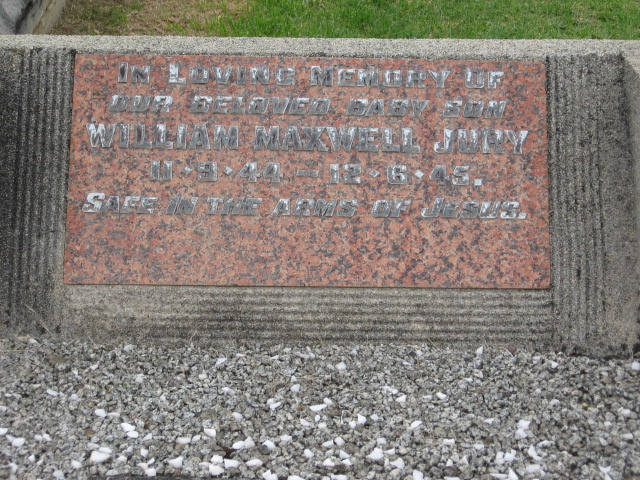 IN LOVING MEMORY OF
OUR BELOVED BABY SON
WILLIAM MAXWELL JURY
11·9·44 – 12·6·45.
SAFE IN THE ARMS OF JESUS.